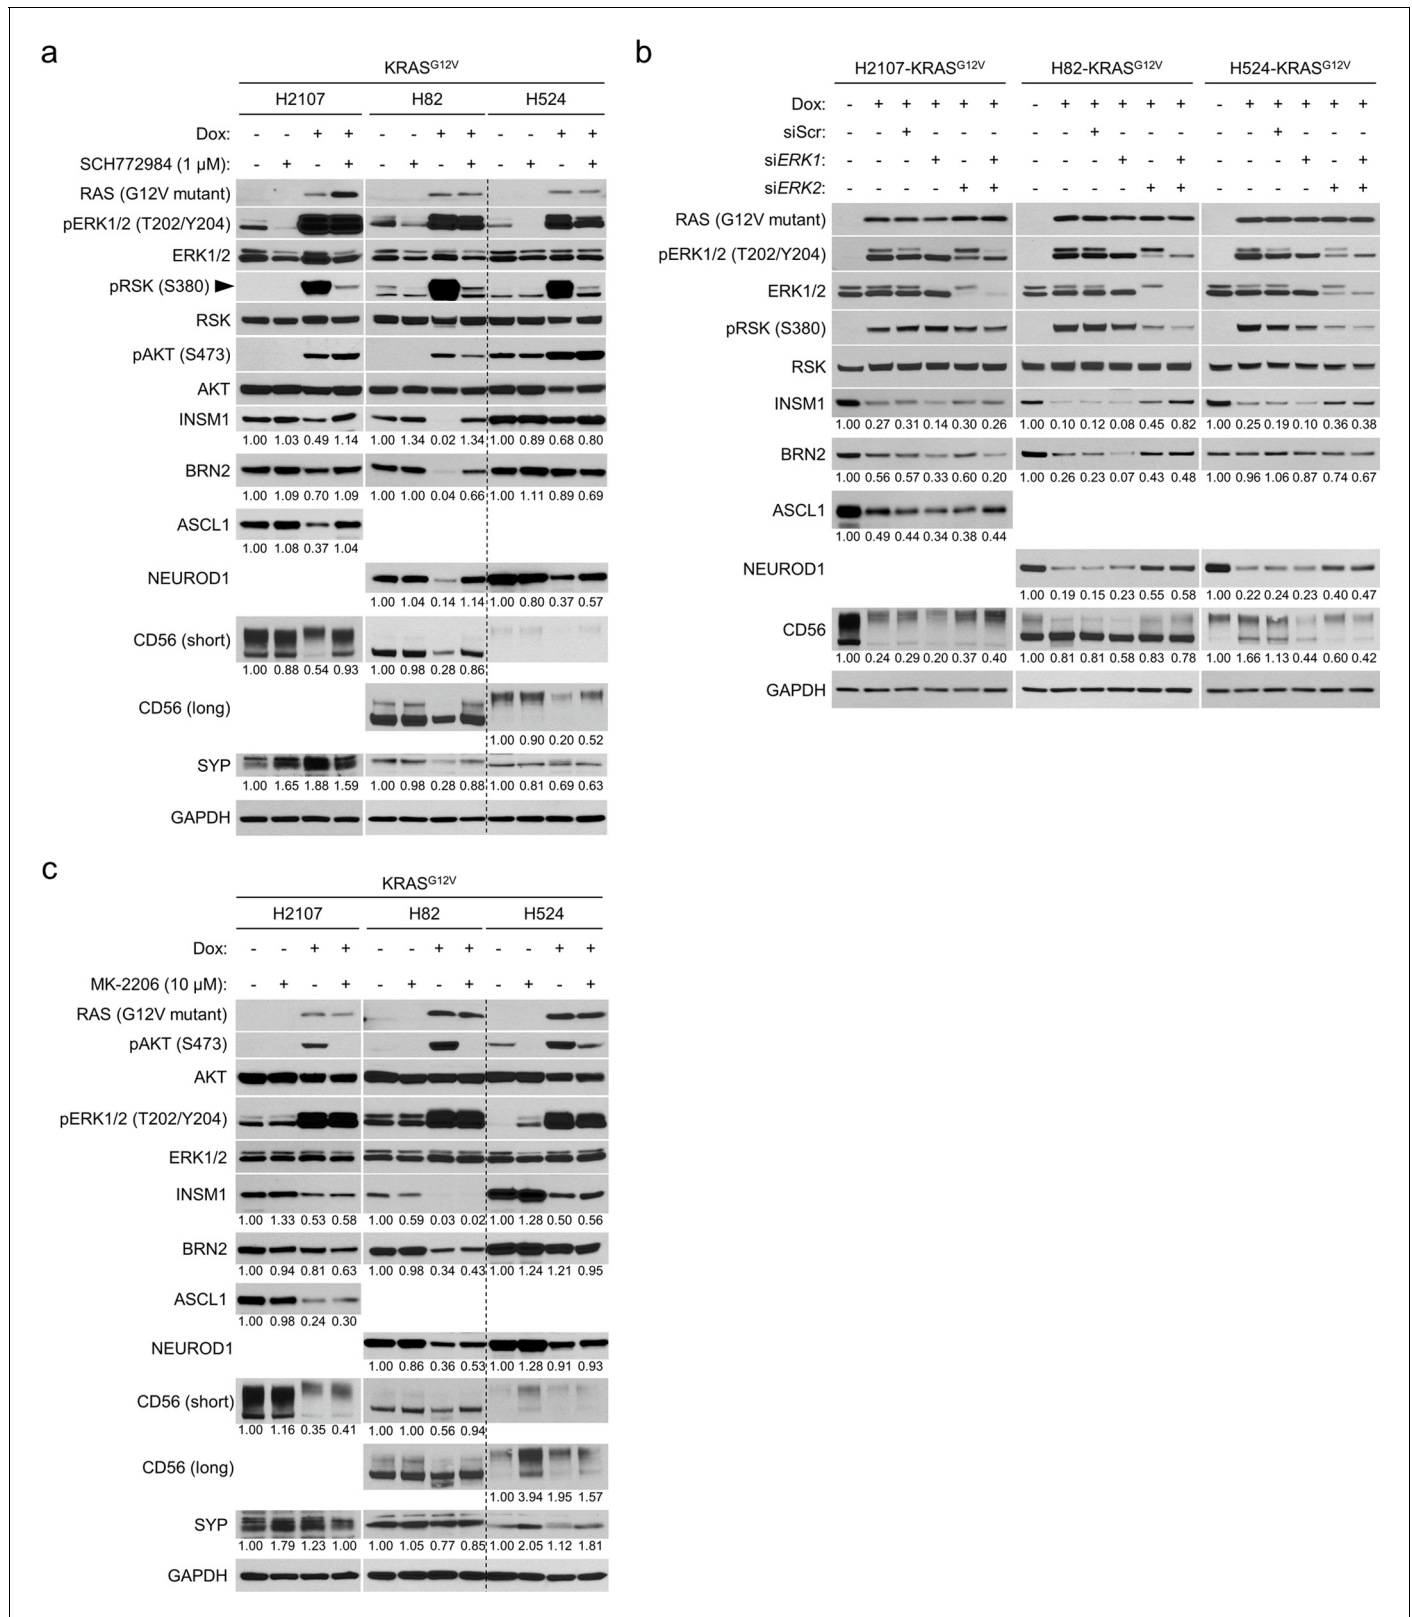 a
KRASG12V
H2107 H82 H524
Dox: - - + + - - + + - - + +
SCH772984 (1 µM): - + - + - + - + - + - +
RAS (G12V mutant)
pERK1/2 (T202/Y204)
ERK1/2
pRSK (S380)
RSK
pAKT (S473)
AKT
INSM1
1.00 1.03 0.49 1.14 1.00 1.34 0.02 1.34 1.00 0.89 0.68 0.80
BRN2
1.00 1.09 0.70 1.09 1.00 1.00 0.04 0.66 1.00 1.11 0.89 0.69
ASCL1
1.00 1.08 0.37 1.04
NEUROD1
1.00 1.04 0.14 1.14 1.00 0.80 0.37 0.57
CD56 (short)
1.00 0.88 0.54 0.93 1.00 0.98 0.28 0.86
CD56 (long)
1.00 0.90 0.20 0.52
SYP
1.00 1.65 1.88 1.59 1.00 0.98 0.28 0.88 1.00 0.81 0.69 0.63
GAPDH
b
H2107-KRASG12V H82-KRASG12V H524-KRASG12V
Dox: - + + + + + - + + + + + - + + + + +
siScr: - - + - - - - - + - - - - - + - - -
siERK1: - - - + - + - - - + - + - - - + - +
siERK2: - - - - + + - - - - + + - - - - + +
RAS (G12V mutant)
pERK1/2 (T202/Y204)
ERK1/2
pRSK (S380)
RSK
INSM1
1.00 0.27 0.31 0.14 0.30 0.26 1.00 0.10 0.12 0.08 0.45 0.82 1.00 0.25 0.19 0.10 0.36 0.38
BRN2
1.00 0.56 0.57 0.33 0.60 0.20 1.00 0.26 0.23 0.07 0.43 0.48 1.00 0.96 1.06 0.87 0.74 0.67
ASCL1
1.00 0.49 0.44 0.34 0.38 0.44
NEUROD1
1.00 0.19 0.15 0.23 0.55 0.58 1.00 0.22 0.24 0.23 0.40 0.47
CD56
1.00 0.24 0.29 0.20 0.37 0.40 1.00 0.81 0.81 0.58 0.83 0.78 1.00 1.66 1.13 0.44 0.60 0.42
GAPDH
c
KRASG12V
H2107 H82 H524
Dox: - - + + - - + + - - + +
MK-2206 (10 µM): - + - + - + - + - + - +
RAS (G12V mutant)
pAKT (S473)
AKT
pERK1/2 (T202/Y204)
ERK1/2
INSM1
1.00 1.33 0.53 0.58 1.00 0.59 0.03 0.02 1.00 1.28 0.50 0.56
BRN2
1.00 0.94 0.81 0.63 1.00 0.98 0.34 0.43 1.00 1.24 1.21 0.95
ASCL1
1.00 0.98 0.24 0.30
NEUROD1
1.00 0.86 0.36 0.53 1.00 1.28 0.91 0.93
CD56 (short)
1.00 1.16 0.35 0.41 1.00 1.00 0.56 0.94
CD56 (long)
1.00 3.94 1.95 1.57
SYP
1.00 1.79 1.23 1.00 1.00 1.05 0.77 0.85 1.00 2.05 1.12 1.81
GAPDH